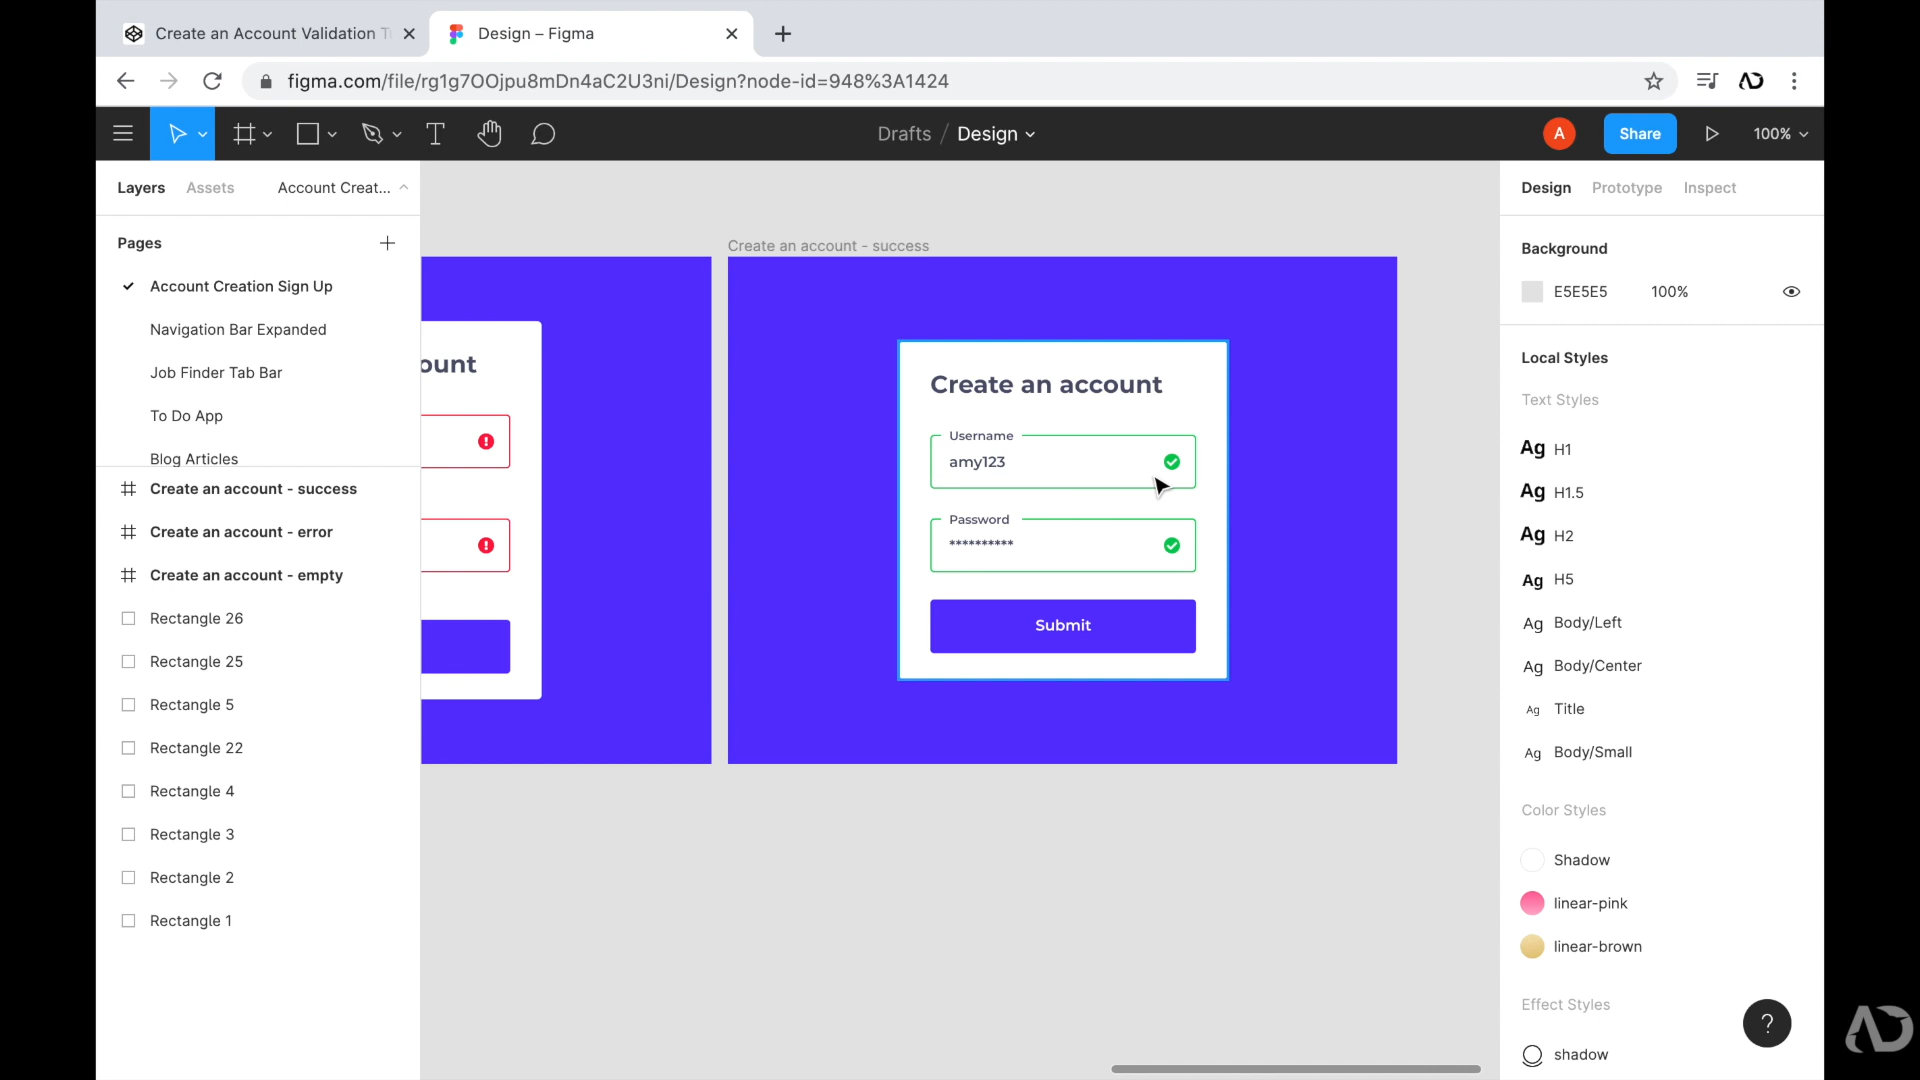 Create an Account Validation T
Design – Figma
figma.com/file/rg1g7OOjpu8mDn4aC2U3ni/Design?node-id=948%3A1424
Drafts / Design
A
Share
100%
Layers
Assets
Account Creat...
Pages
Account Creation Sign Up
Navigation Bar Expanded
Job Finder Tab Bar
To Do App
Blog Articles
Create an account - success
Create an account - error
Create an account - empty
Rectangle 26
Rectangle 25
Rectangle 5
Rectangle 22
Rectangle 4
Rectangle 3
Rectangle 2
Rectangle 1
ount
Create an account - success
Create an account
Username
amy123
Password
**********
Submit
Design
Prototype
Inspect
Background
E5E5E5
100%
Local Styles
Text Styles
Ag H1
Ag H1.5
Ag H2
Ag H5
Ag Body/Left
Ag Body/Center
Ag Title
Ag Body/Small
Color Styles
Shadow
linear-pink
linear-brown
Effect Styles
shadow
?
AD